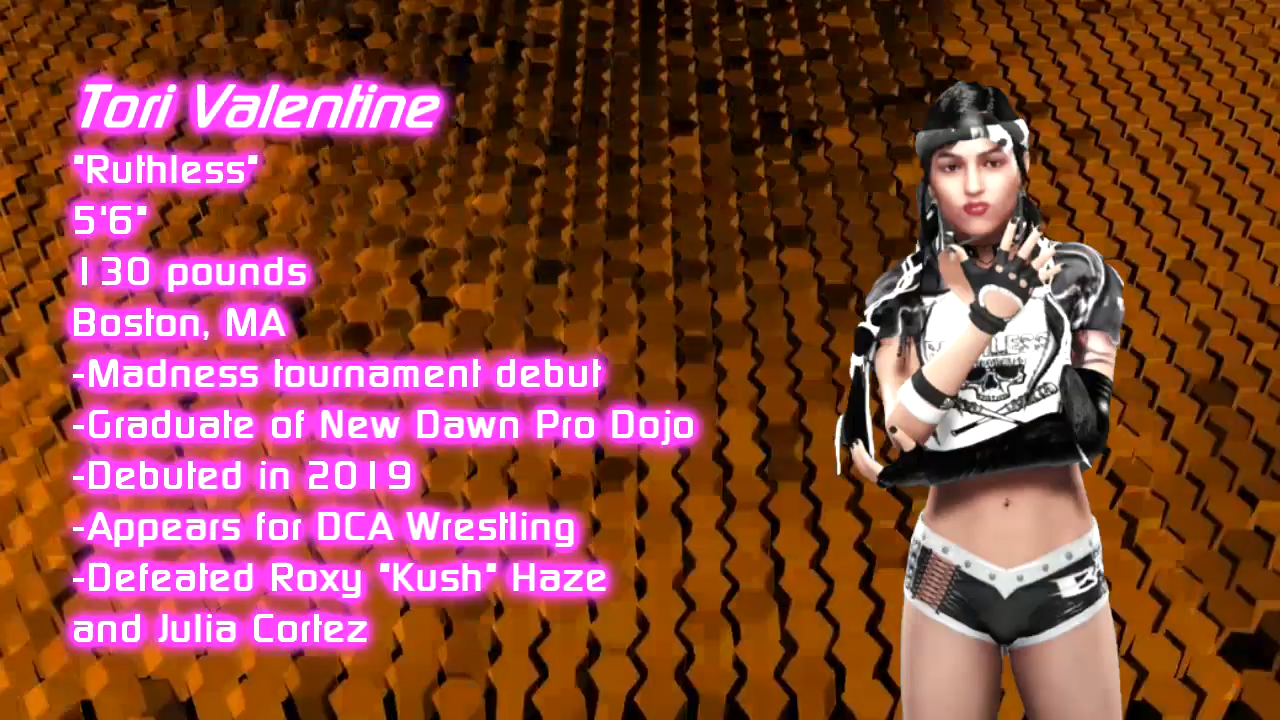 Tori Valentine
"Ruthless"
5'6"
130 pounds
Boston, MA
-Madness tournament debut
-Graduate of New Dawn Pro Dojo
-Debuted in 2019
-Appears for DCA Wrestling
-Defeated Roxy "Kush" Haze
and Julia Cortez